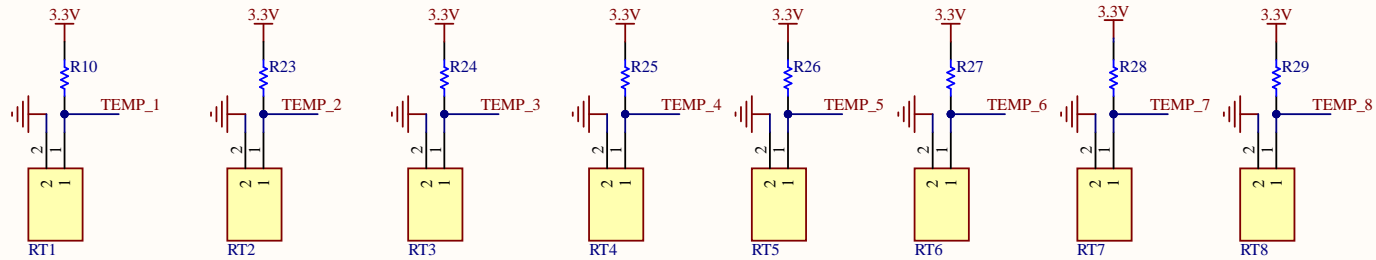 3.3V 3.3V 3.3V 3.3V 3.3V 3.3V 3.3V 3.3V
R10 R23 R24 R25 R26 R27 R28 R29
TEMP_1 TEMP_2 TEMP_3 TEMP_4 TEMP_5 TEMP_6 TEMP_7 TEMP_8
2 1 2 1 2 1 2 1 2 1 2 1 2 1 2 1
2 1 2 1 2 1 2 1 2 1 2 1 2 1 2 1
RT1 RT2 RT3 RT4 RT5 RT6 RT7 RT8